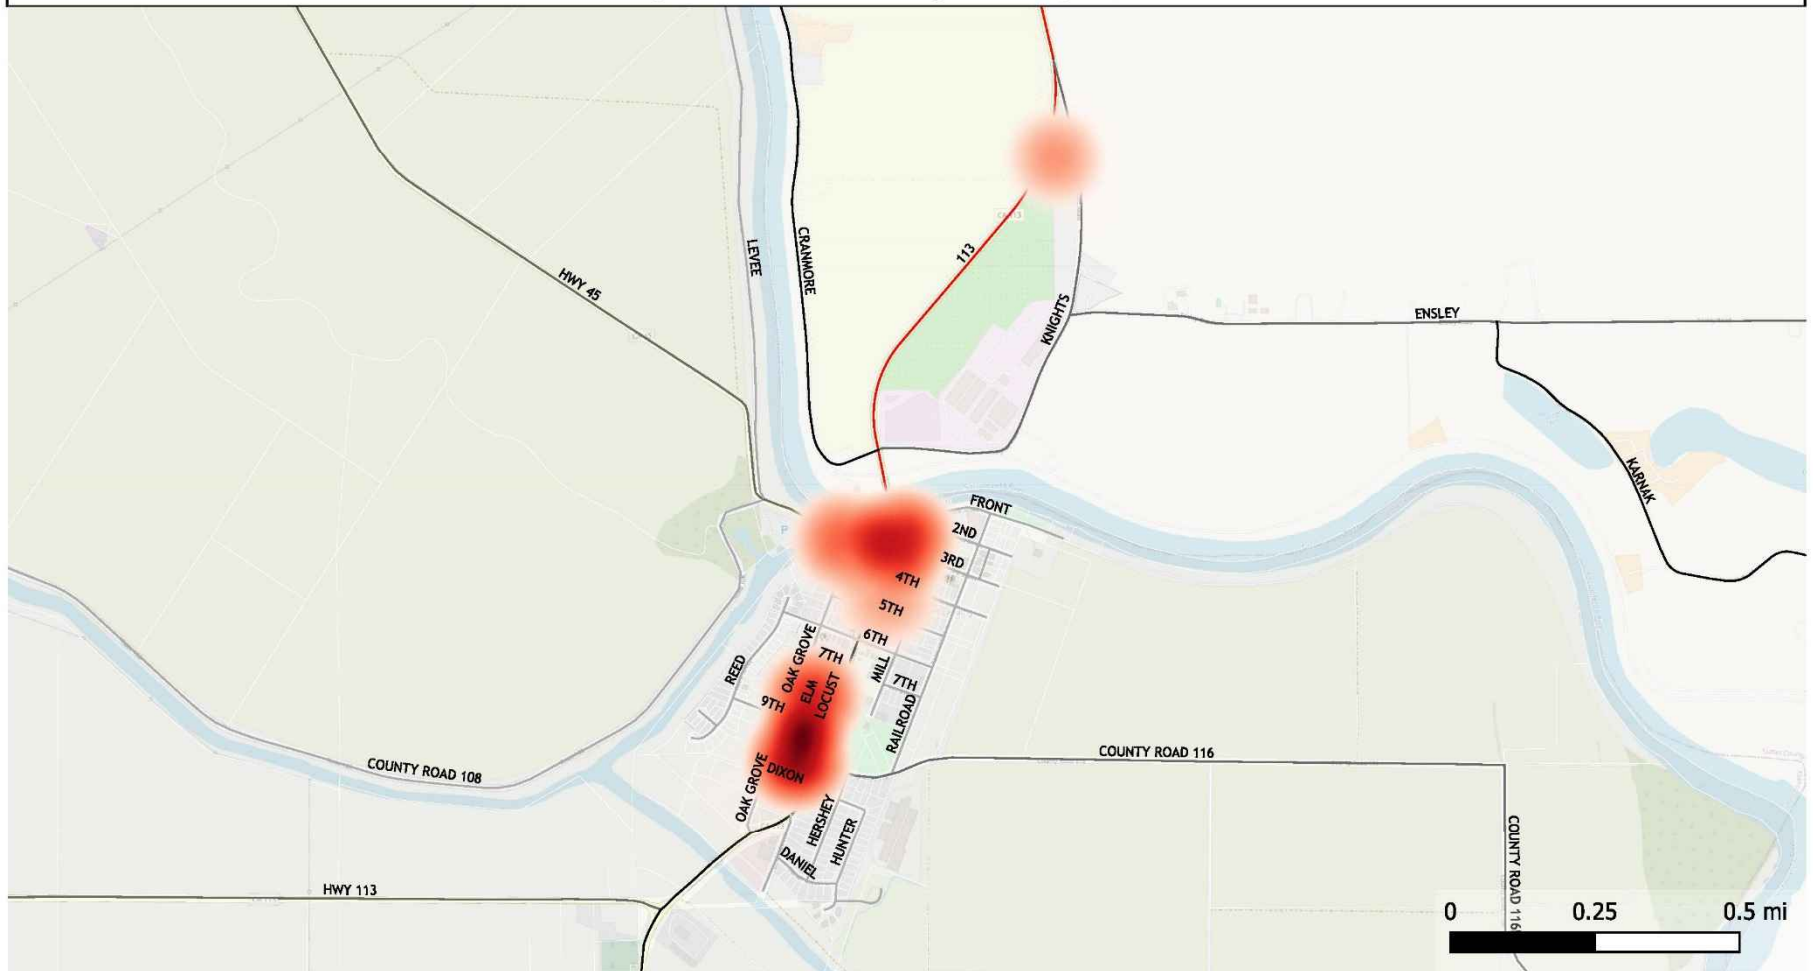 LEVEE
CRANMORE
HWY 45
113
KNIGHTS
ENSLEY
KARNAK
FRONT
2ND
3RD
4TH
5TH
6TH
7TH
OAK GROVE
REED
ELM
LOCUST
MILL
7TH
9TH
RAILROAD
DIXON
OAK GROVE
COUNTY ROAD 108
COUNTY ROAD 116
HERSHEY
HUNTER
DANIEL
HWY 113
COUNTY ROAD 116
0 0.25 0.5 mi